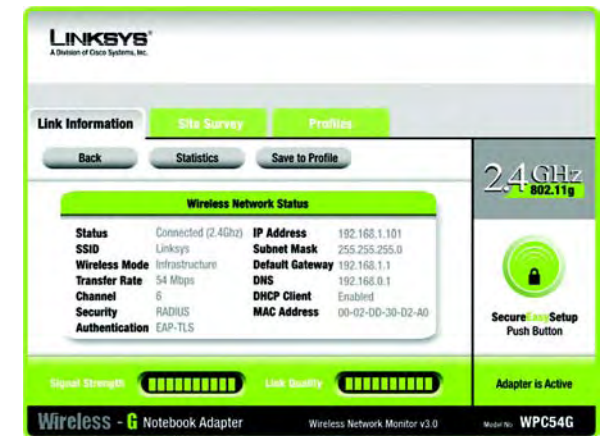 LINKSYS®
A Division of Cisco Systems, Inc.
Link Information Site Survey Profiles
Back Statistics Save to Profile
2.4 GHz
802.11g
Wireless Network Status
Status Connected (2.4Ghz) IP Address 192.168.1.101
SSID Linksys Subnet Mask 255.255.255.0
Wireless Mode Infrastructure Default Gateway 192.168.1.1
Transfer Rate 54 Mbps DNS 192.168.0.1
Channel 6 DHCP Client Enabled
Security RADIUS MAC Address 00-02-DD-30-D2-A0
Authentication EAP-TLS
SecureEasySetup
Push Button
Signal Strength Link Quality Adapter is Active
Wireless - G Notebook Adapter Wireless Network Monitor v3.0 Model No. WPC54G